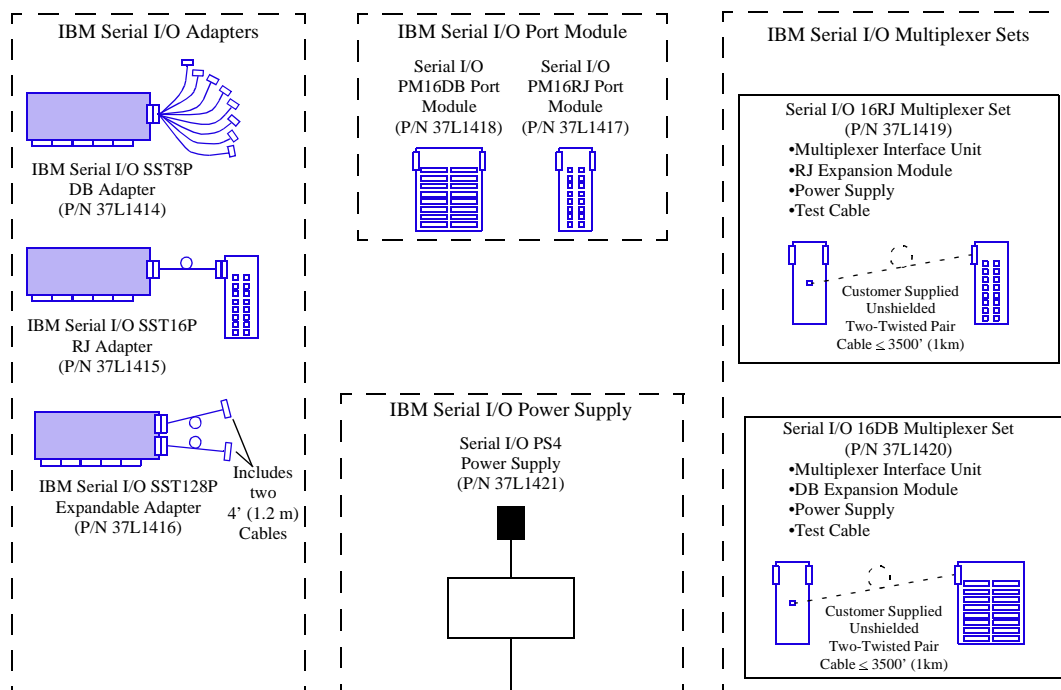 IBM Serial I/O Adapters
IBM Serial I/O SST8P
DB Adapter
(P/N 37L1414)
IBM Serial I/O SST16P
RJ Adapter
(P/N 37L1415)
IBM Serial I/O SST128P
Expandable Adapter
(P/N 37L1416)
Includes
two
4' (1.2 m)
Cables
IBM Serial I/O Port Module
Serial I/O
PM16DB Port
Module
(P/N 37L1418)
Serial I/O
PM16RJ Port
Module
(P/N 37L1417)
IBM Serial I/O Power Supply
Serial I/O PS4
Power Supply
(P/N 37L1421)
IBM Serial I/O Multiplexer Sets
Serial I/O 16RJ Multiplexer Set
(P/N 37L1419)
•Multiplexer Interface Unit
•RJ Expansion Module
•Power Supply
•Test Cable
Customer Supplied
Unshielded
Two-Twisted Pair
Cable ≤ 3500' (1km)
Serial I/O 16DB Multiplexer Set
(P/N 37L1420)
•Multiplexer Interface Unit
•DB Expansion Module
•Power Supply
•Test Cable
Customer Supplied
Unshielded
Two-Twisted Pair
Cable ≤ 3500' (1km)